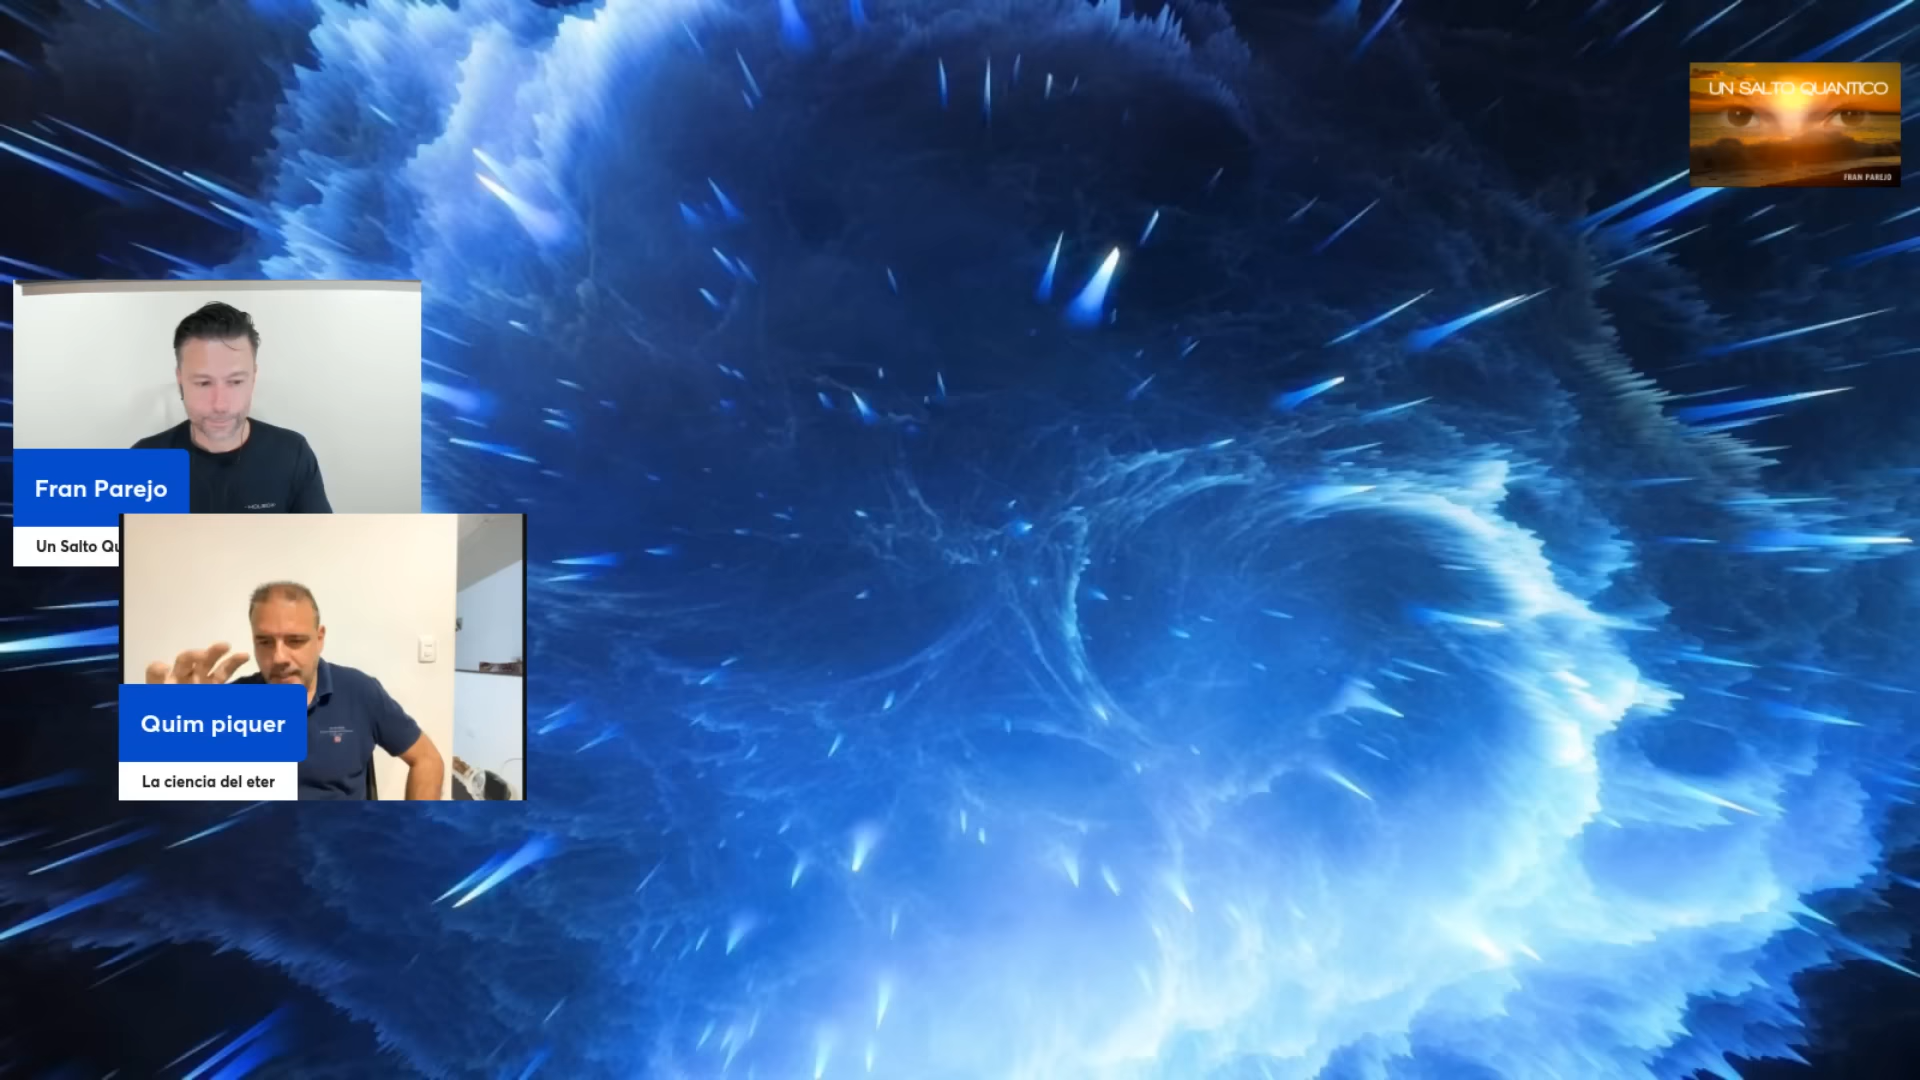 UN SALTO QUANTICO
FRAN PAREJO
Fran Parejo
Un Salto Qu
Quim piquer
La ciencia del eter